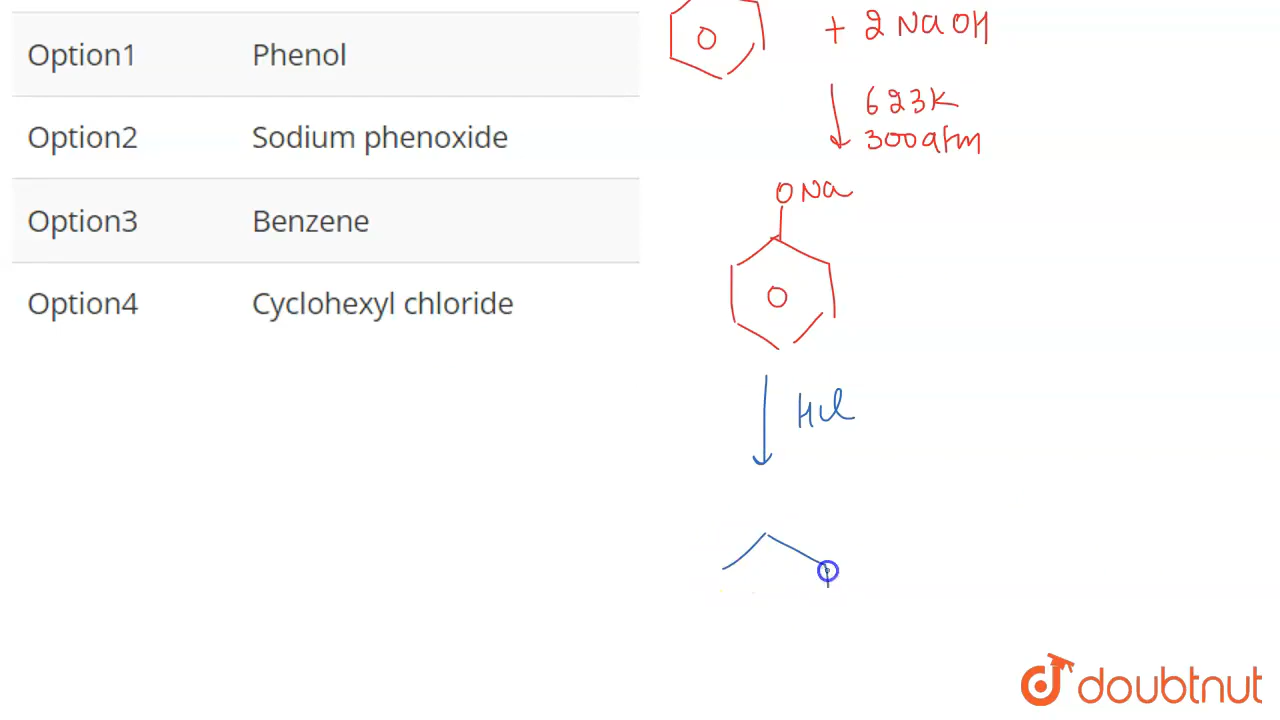 Option1 Phenol
Option2 Sodium phenoxide
Option3 Benzene
Option4 Cyclohexyl chloride
+ 2 NaOH
623K
300atm
ONa
HCl
doubtnut